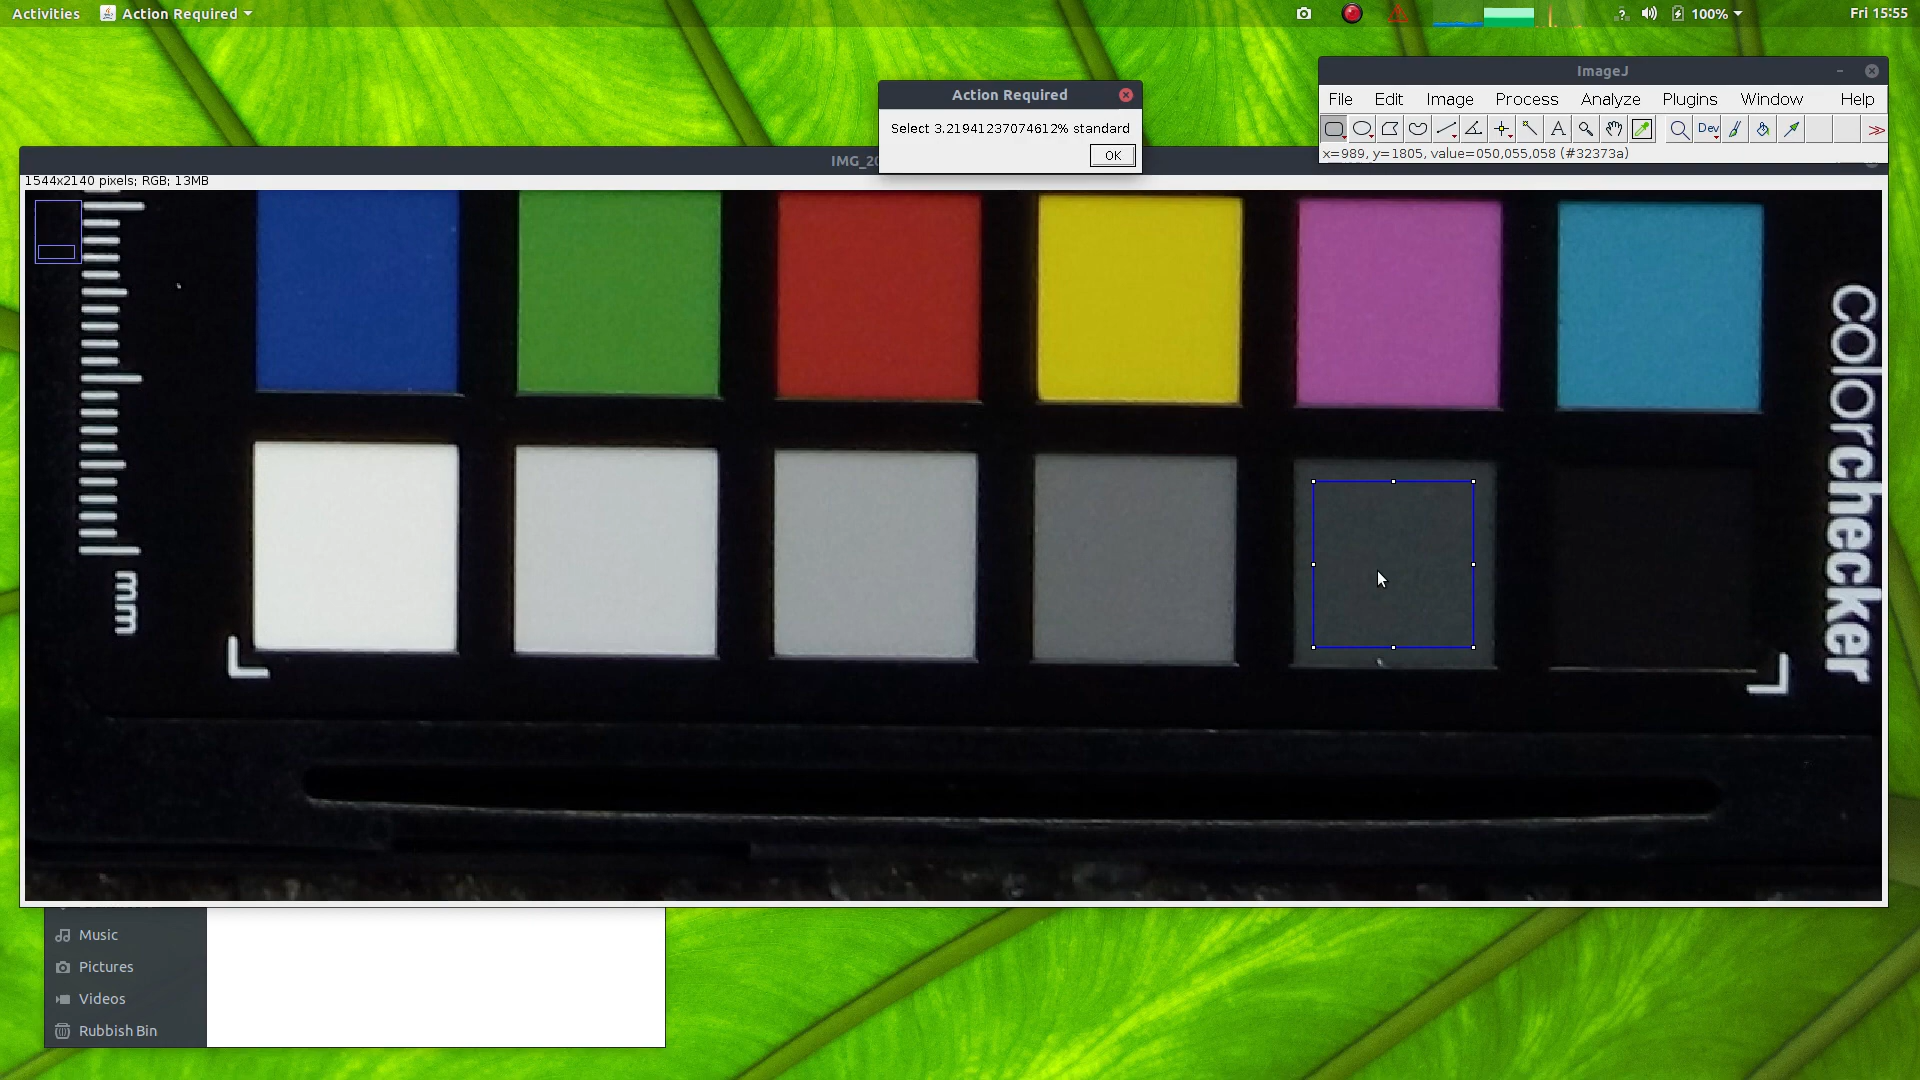 Activities
Action Required
100%
Fri 15:55
Action Required
Select 3.21941237074612% standard
OK
ImageJ
File Edit Image Process Analyze Plugins Window Help
Dev
x=989, y=1805, value=050,055,058 (#32373a)
IMG_20
1544x2140 pixels; RGB; 13MB
mm
colorchecker
Music
Pictures
Videos
Rubbish Bin